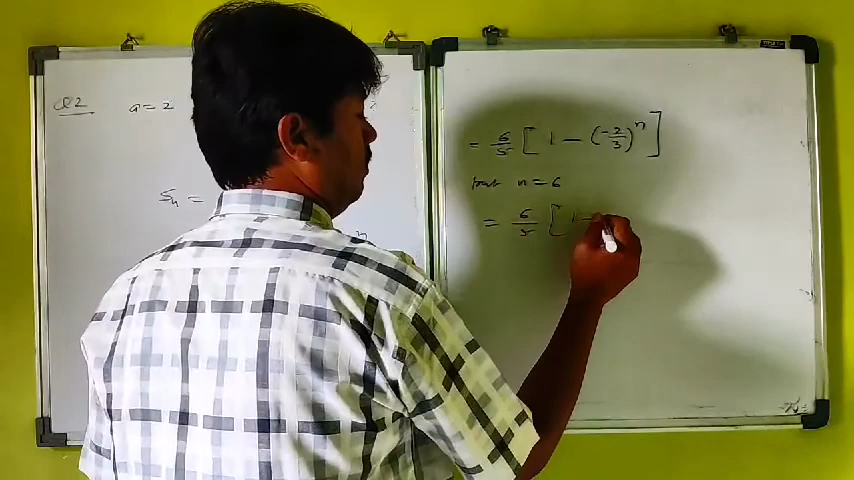 Q2 a = 2
Sn =
= 6/5 [ 1 - (-2/3)^n ]
put n = 6
= 6/5 [ 1 -